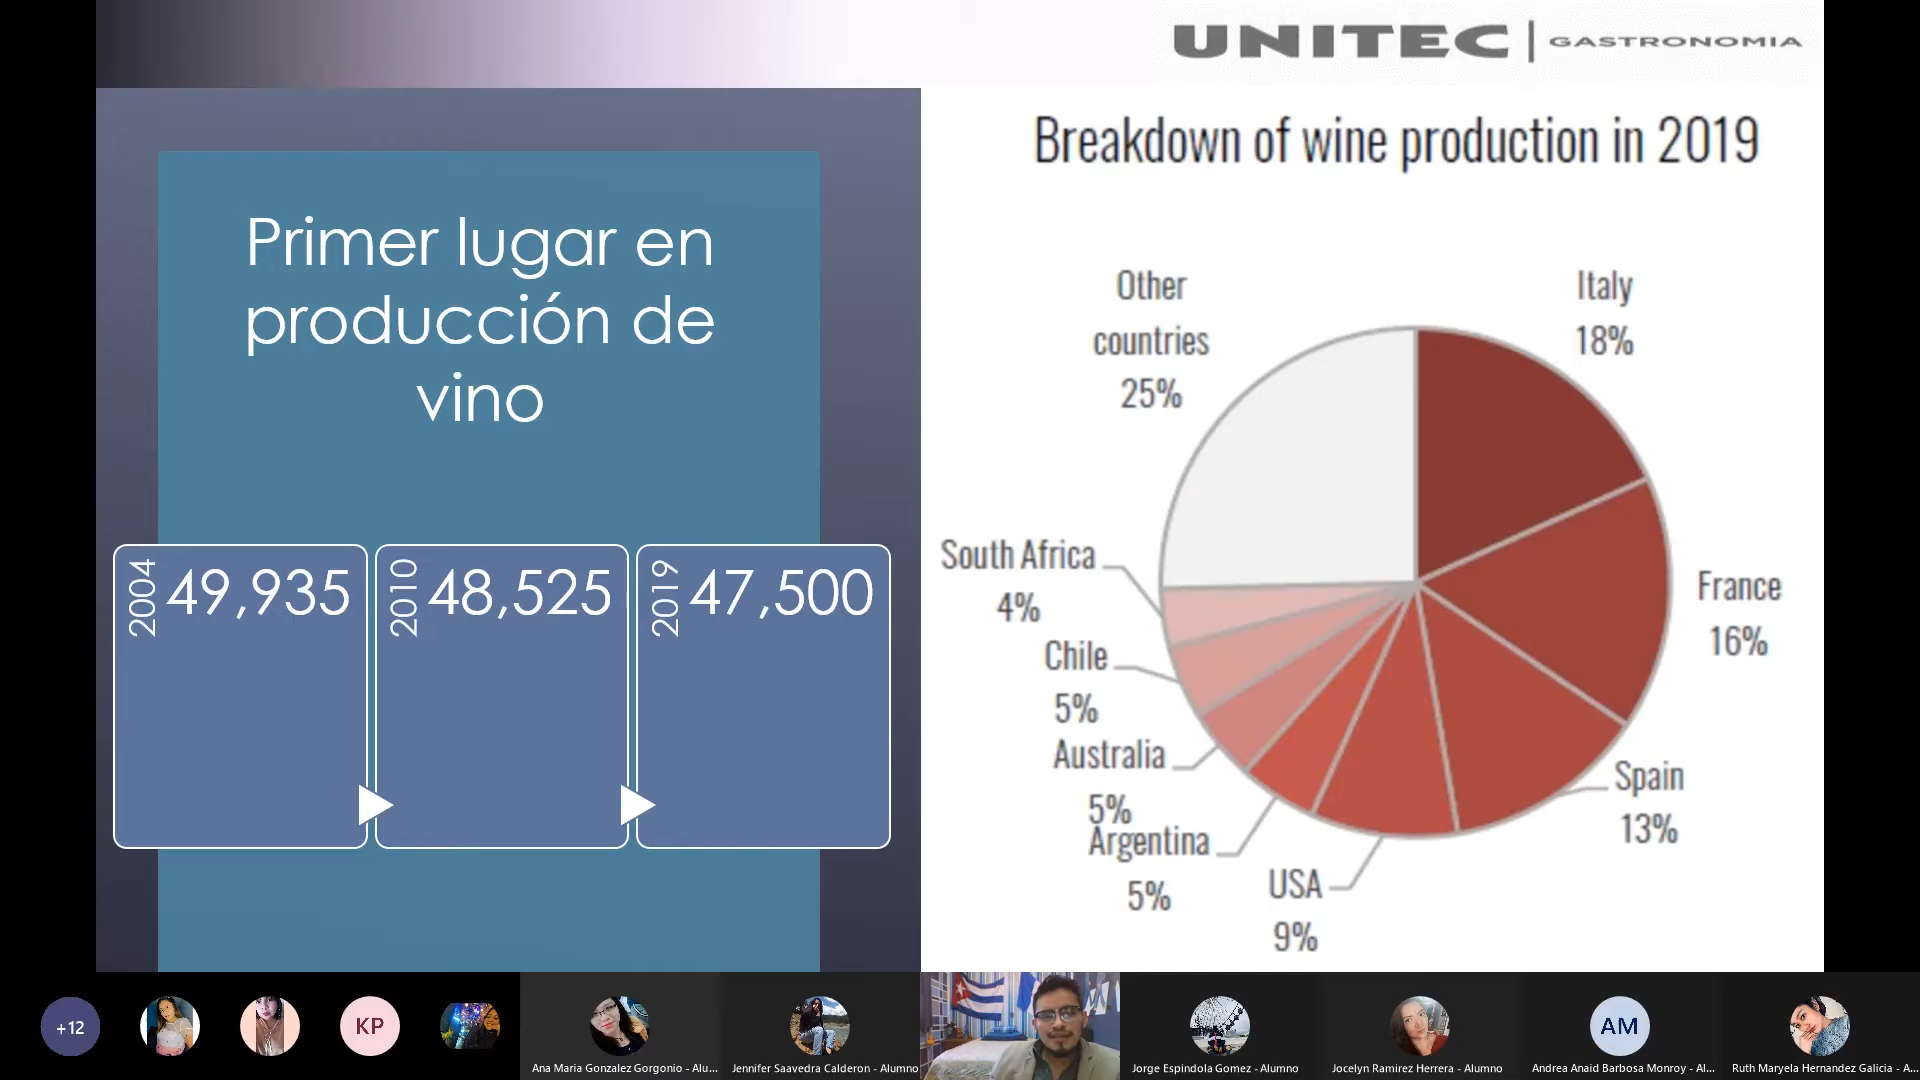 UNITEC | GASTRONOMIA
Primer lugar en
producción de
vino
2004
49,935
2010
48,525
2019
47,500
Breakdown of wine production in 2019
Other
countries
25%
Italy
18%
South Africa
4%
France
16%
Chile
5%
Australia
5%
Spain
13%
Argentina
5%
USA
9%
+12
KP
Ana Maria Gonzalez Gorgonio - Alu...
Jennifer Saavedra Calderon - Alumno
Jorge Espindola Gomez - Alumno
Jocelyn Ramirez Herrera - Alumno
AM
Andrea Anaid Barbosa Monroy - Al...
Ruth Maryela Hernandez Galicia - A...